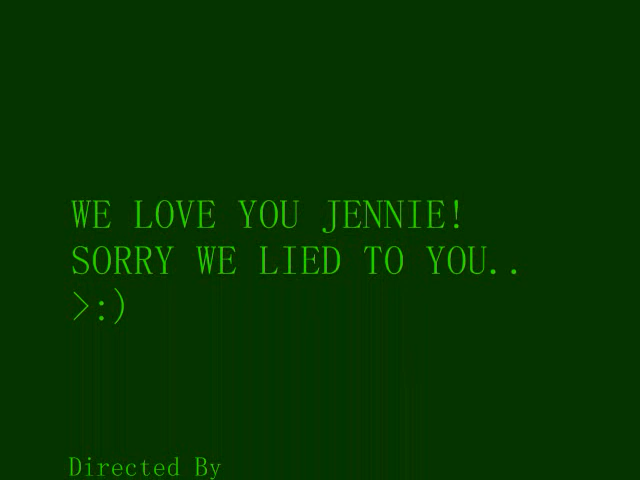 WE LOVE YOU JENNIE!
SORRY WE LIED TO YOU..
>:)
Directed By